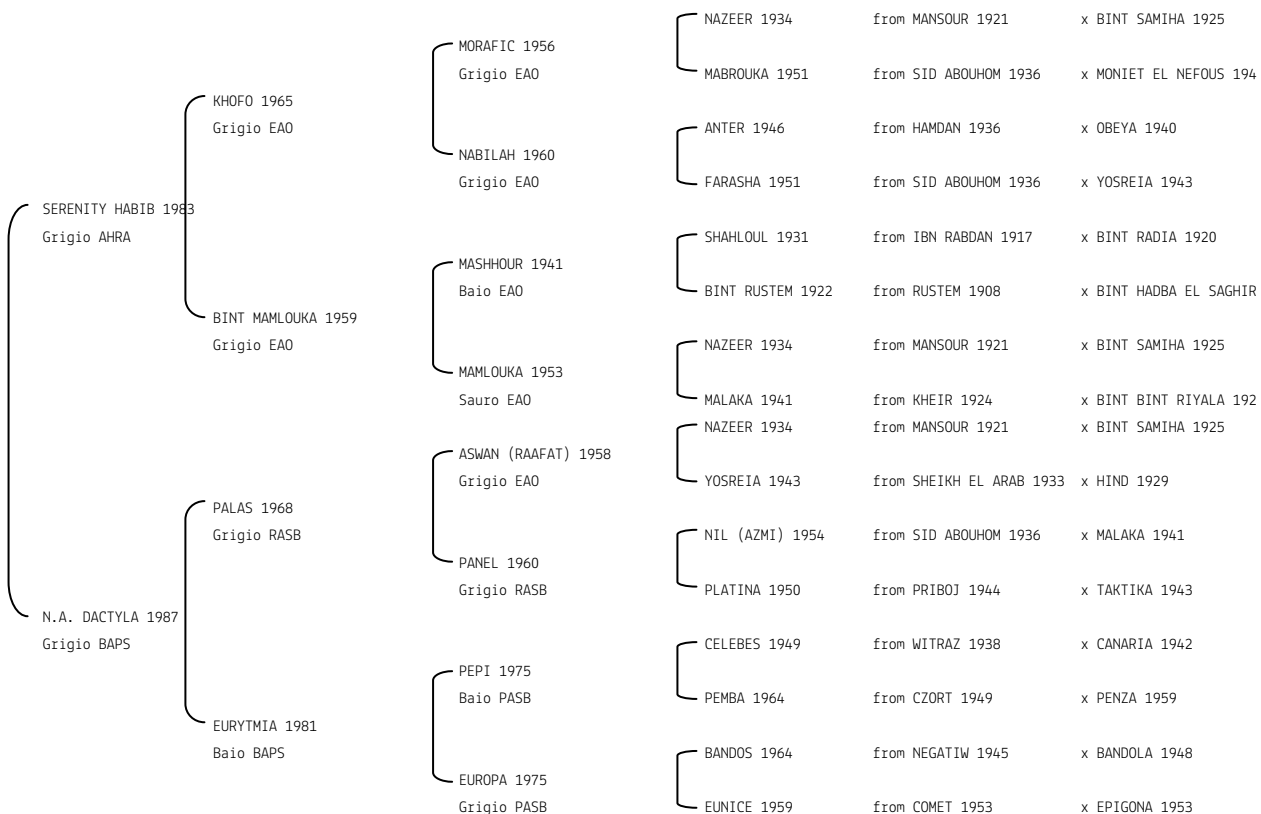 NAZEER 1934 from MANSOUR 1921 x BINT SAMIHA 1925
MORAFIC 1956
Grigio EAO MABROUKA 1951 from SID ABOUHOM 1936 x MONIET EL NEFOUS 194
KHOFO 1965
Grigio EAO ANTER 1946 from HAMDAN 1936 x OBEYA 1940
NABILAH 1960
Grigio EAO FARASHA 1951 from SID ABOUHOM 1936 x YOSREIA 1943
SERENITY HABIB 1983
Grigio AHRA SHAHLOUL 1931 from IBN RABDAN 1917 x BINT RADIA 1920
MASHHOUR 1941
Baio EAO BINT RUSTEM 1922 from RUSTEM 1908 x BINT HADBA EL SAGHIR
BINT MAMLOUKA 1959
Grigio EAO NAZEER 1934 from MANSOUR 1921 x BINT SAMIHA 1925
MAMLOUKA 1953
Sauro EAO MALAKA 1941 from KHEIR 1924 x BINT BINT RIYALA 192
NAZEER 1934 from MANSOUR 1921 x BINT SAMIHA 1925
ASWAN (RAAFAT) 1958
Grigio EAO YOSREIA 1943 from SHEIKH EL ARAB 1933 x HIND 1929
PALAS 1968
Grigio RASB NIL (AZMI) 1954 from SID ABOUHOM 1936 x MALAKA 1941
PANEL 1960
Grigio RASB PLATINA 1950 from PRIBOJ 1944 x TAKTIKA 1943
N.A. DACTYLA 1987
Grigio BAPS CELEBES 1949 from WITRAZ 1938 x CANARIA 1942
PEPI 1975
Baio PASB PEMBA 1964 from CZORT 1949 x PENZA 1959
EURYTMIA 1981
Baio BAPS BANDOS 1964 from NEGATIW 1945 x BANDOLA 1948
EUROPA 1975
Grigio PASB EUNICE 1959 from COMET 1953 x EPIGONA 1953